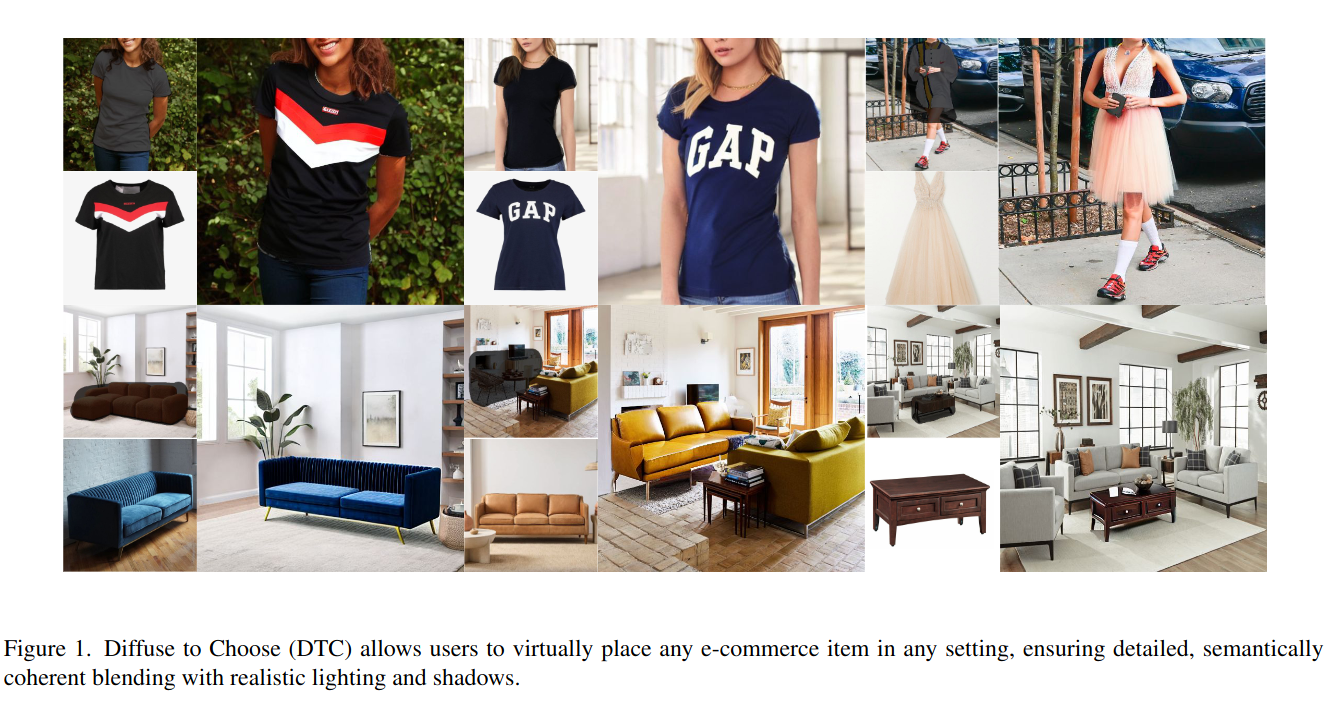 GAP
GAP
Figure 1. Diffuse to Choose (DTC) allows users to virtually place any e-commerce item in any setting, ensuring detailed, semantically
coherent blending with realistic lighting and shadows.